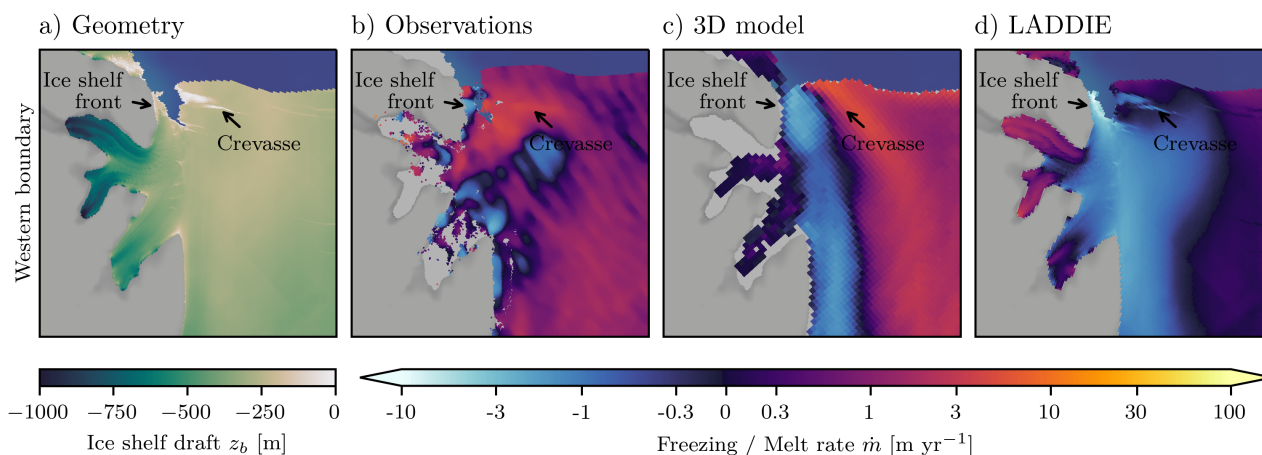 a) Geometry
b) Observations
c) 3D model
d) LADDIE
Western boundary
Ice shelf
front
Crevasse
Ice shelf
front
Crevasse
Ice shelf
front
Crevasse
Ice shelf
front
Crevasse
−1000 −750 −500 −250 0
Ice shelf draft z_b [m]
-10 -3 -1 -0.3 0 0.3 1 3 10 30 100
Freezing / Melt rate ṁ [m yr⁻¹]